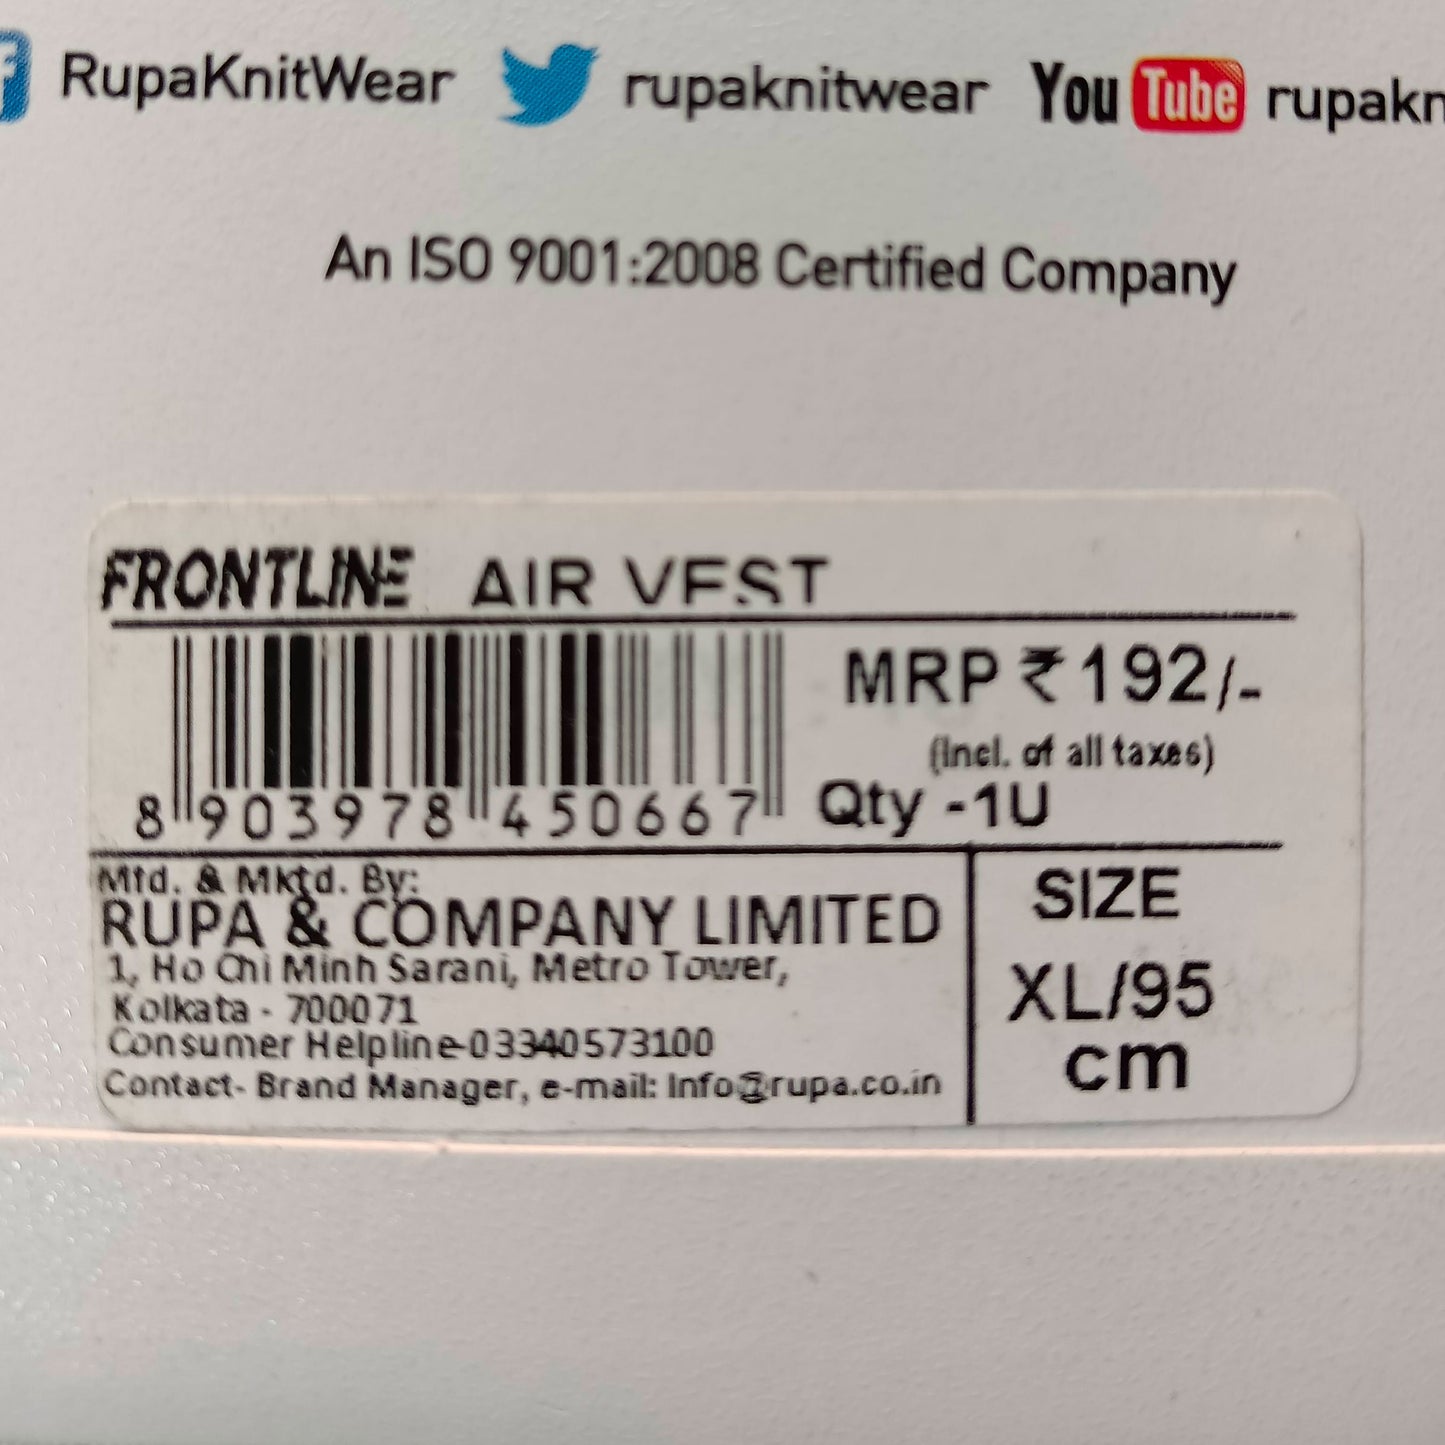 f RupaKnitWear rupaknitwear You Tube rupakn
An ISO 9001:2008 Certified Company
FRONTLINE AIR VEST
MRP ₹192/-
(Incl. of all taxes)
8 903978 450667 Qty -1U
Mfd. & Mktd. By:
RUPA & COMPANY LIMITED
1, Ho Chi Minh Sarani, Metro Tower,
Kolkata - 700071
Consumer Helpline-03340573100
Contact- Brand Manager, e-mail: Info@rupa.co.in
SIZE
XL/95
cm